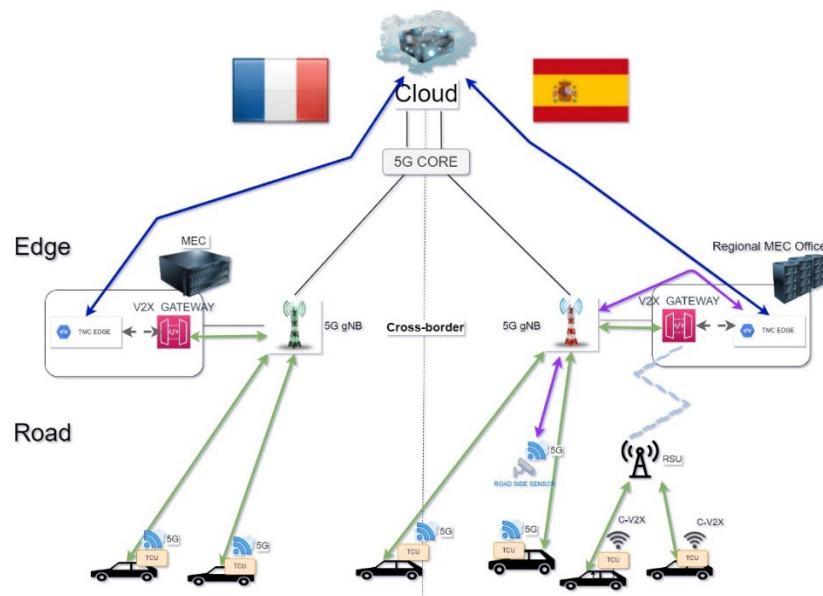 Cloud
5G CORE
Edge
MEC
Regional MEC Office
V2X GATEWAY
TMC EDGE
5G gNB
Cross-border
5G gNB
V2X GATEWAY
TMC EDGE
Road
5G
ROAD SIDE SENSOR
RSU
C-V2X
C-V2X
5G
TCU
5G
TCU
5G
TCU
5G
TCU
TCU
TCU